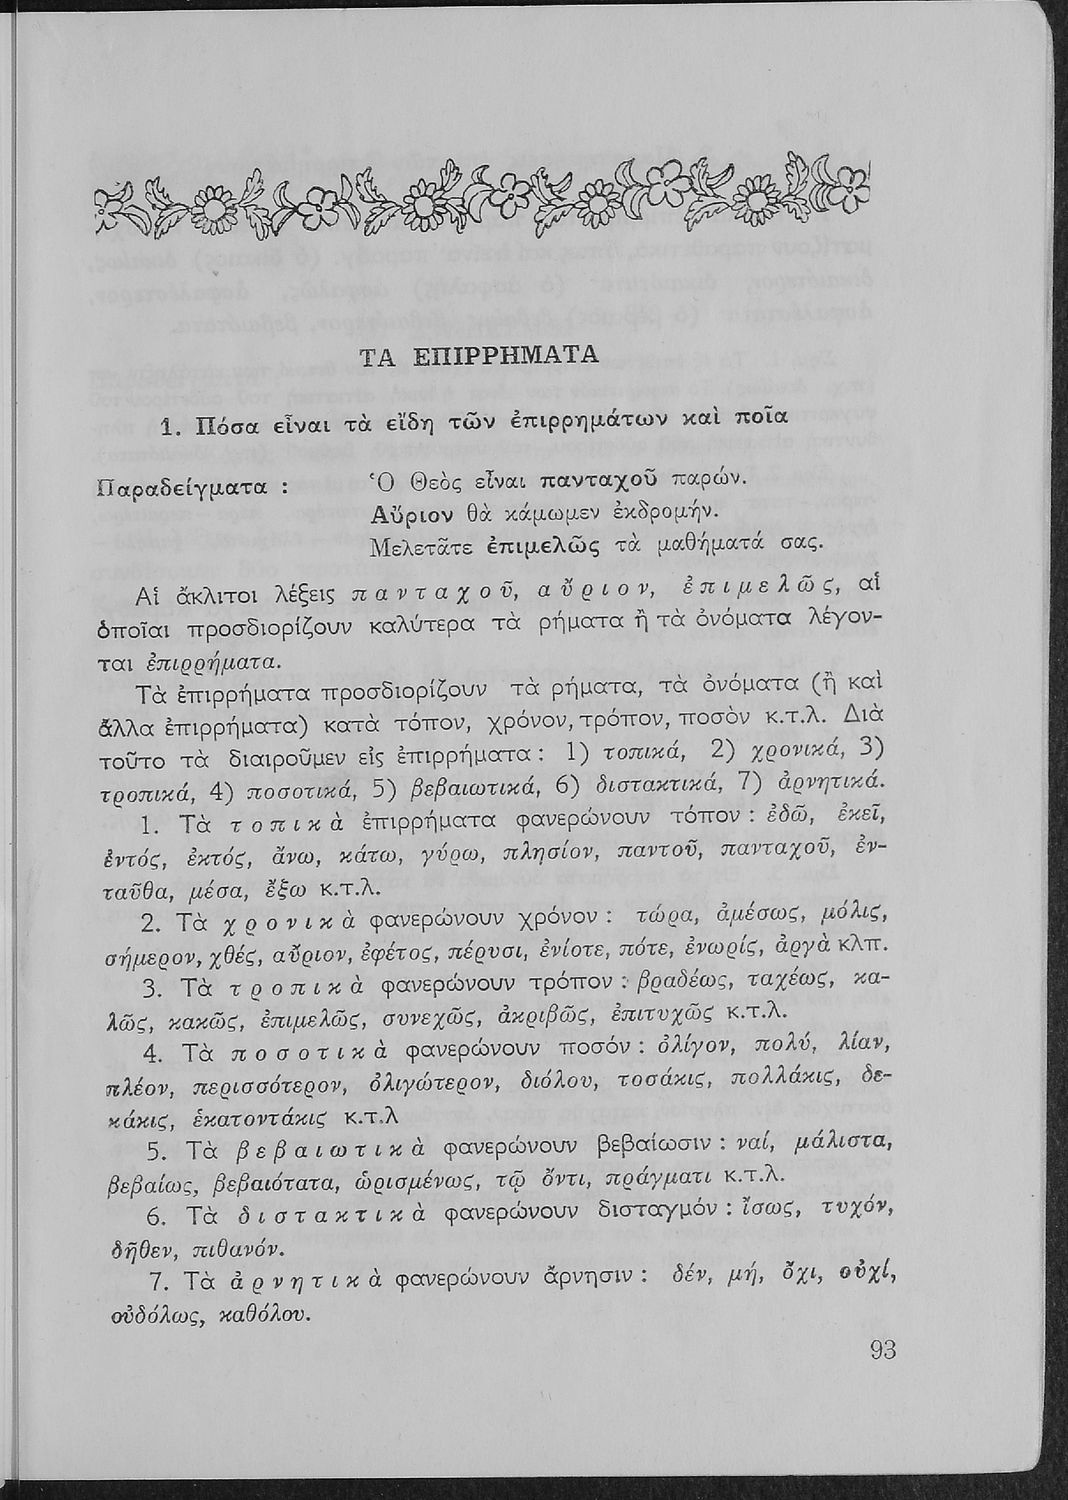 ΤΑ ΕΠΙΡΡΗΜΑΤΑ
1. Πόσα εἶναι τὰ εἴδη τῶν ἐπιρρημάτων καὶ ποῖα
Παραδείγματα : Ὁ Θεὸς εἶναι πανταχοῦ παρών.
Αὔριον θὰ κάμωμεν ἐκδρομήν.
Μελετᾶτε ἐπιμελῶς τὰ μαθήματά σας.
Αἱ ἄκλιτοι λέξεις πανταχοῦ, αὔριον, ἐπιμελῶς, αἱ
ὁποῖαι προσδιορίζουν καλύτερα τὰ ρήματα ἢ τὰ ὀνόματα λέγον-
ται ἐπιρρήματα.
Τὰ ἐπιρρήματα προσδιορίζουν τὰ ρήματα, τὰ ὀνόματα (ἢ καὶ
ἄλλα ἐπιρρήματα) κατὰ τόπον, χρόνον, τρόπον, ποσὸν κ.τ.λ. Διὰ
τοῦτο τὰ διαιροῦμεν εἰς ἐπιρρήματα : 1) τοπικά, 2) χρονικά, 3)
τροπικά, 4) ποσοτικά, 5) βεβαιωτικά, 6) διστακτικά, 7) ἀρνητικά.
1. Τὰ τοπικὰ ἐπιρρήματα φανερώνουν τόπον : ἐδῶ, ἐκεῖ,
ἐντός, ἐκτός, ἄνω, κάτω, γύρω, πλησίον, παντοῦ, πανταχοῦ, ἐν-
ταῦθα, μέσα, ἔξω κ.τ.λ.
2. Τὰ χρονικὰ φανερώνουν χρόνον : τώρα, ἀμέσως, μόλις,
σήμερον, χθές, αὔριον, ἐφέτος, πέρυσι, ἐνίοτε, πότε, ἐνωρίς, ἀργὰ κλπ.
3. Τὰ τροπικὰ φανερώνουν τρόπον : βραδέως, ταχέως, κα-
λῶς, κακῶς, ἐπιμελῶς, συνεχῶς, ἀκριβῶς, ἐπιτυχῶς κ.τ.λ.
4. Τὰ ποσοτικὰ φανερώνουν ποσόν : ὀλίγον, πολύ, λίαν,
πλέον, περισσότερον, ὀλιγώτερον, διόλου, τοσάκις, πολλάκις, δε-
κάκις, ἑκατοντάκις κ.τ.λ
5. Τὰ βεβαιωτικὰ φανερώνουν βεβαίωσιν : ναί, μάλιστα,
βεβαίως, βεβαιότατα, ὡρισμένως, τῷ ὄντι, πράγματι κ.τ.λ.
6. Τὰ διστακτικὰ φανερώνουν δισταγμόν : ἴσως, τυχόν,
δῆθεν, πιθανόν.
7. Τὰ ἀρνητικὰ φανερώνουν ἄρνησιν : δέν, μή, ὄχι, οὐχί,
οὐδόλως, καθόλου.
93